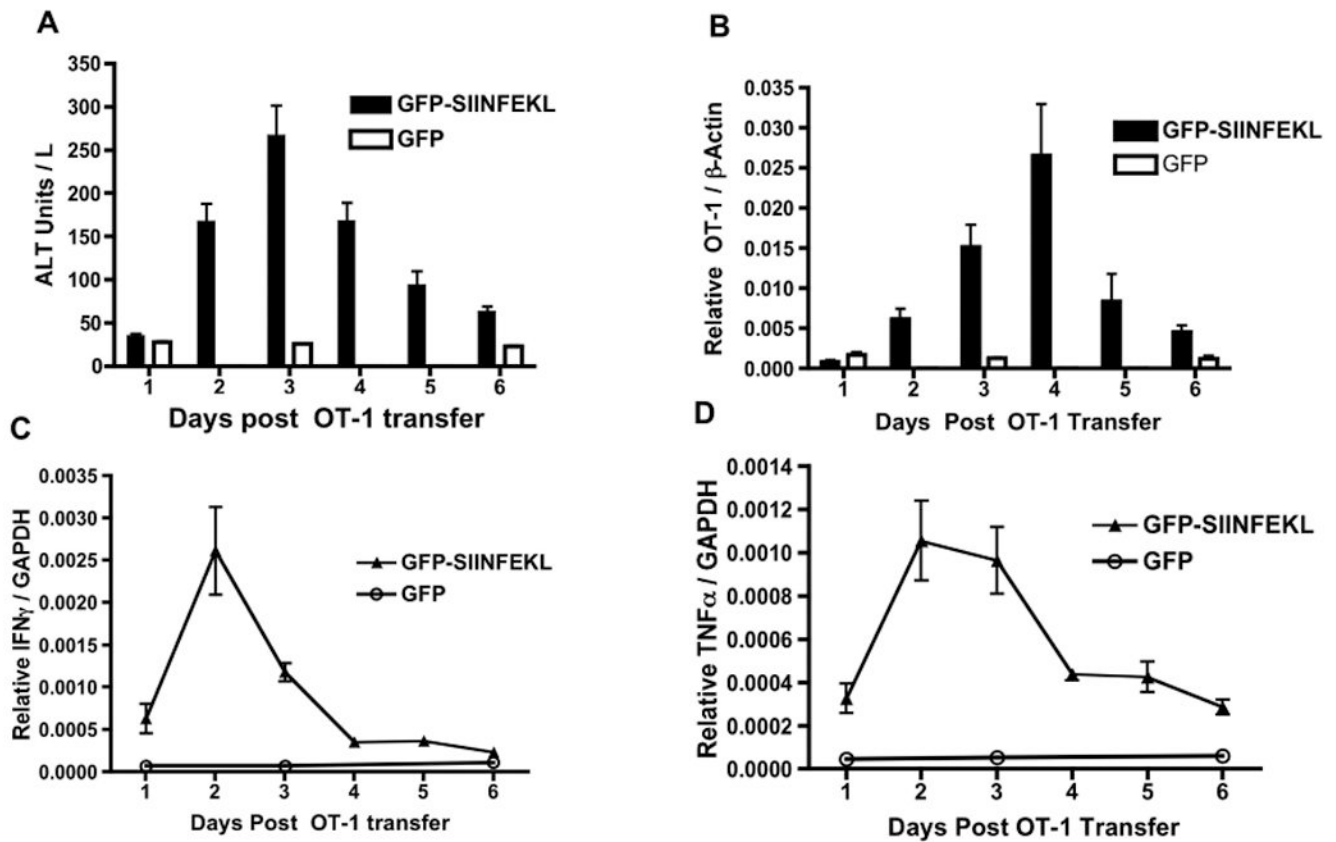 A
ALT Units / L
350
300
250
200
150
100
50
0
GFP-SIINFEKL
GFP
1 2 3 4 5 6
Days post OT-1 transfer
B
Relative OT-1 / β-Actin
0.035
0.030
0.025
0.020
0.015
0.010
0.005
0.000
GFP-SIINFEKL
GFP
1 2 3 4 5 6
Days Post OT-1 Transfer
C
Relative IFNγ / GAPDH
0.0035
0.0030
0.0025
0.0020
0.0015
0.0010
0.0005
0.0000
GFP-SIINFEKL
GFP
1 2 3 4 5 6
Days Post OT-1 transfer
D
Relative TNFα / GAPDH
0.0014
0.0012
0.0010
0.0008
0.0006
0.0004
0.0002
0.0000
GFP-SIINFEKL
GFP
1 2 3 4 5 6
Days Post OT-1 Transfer